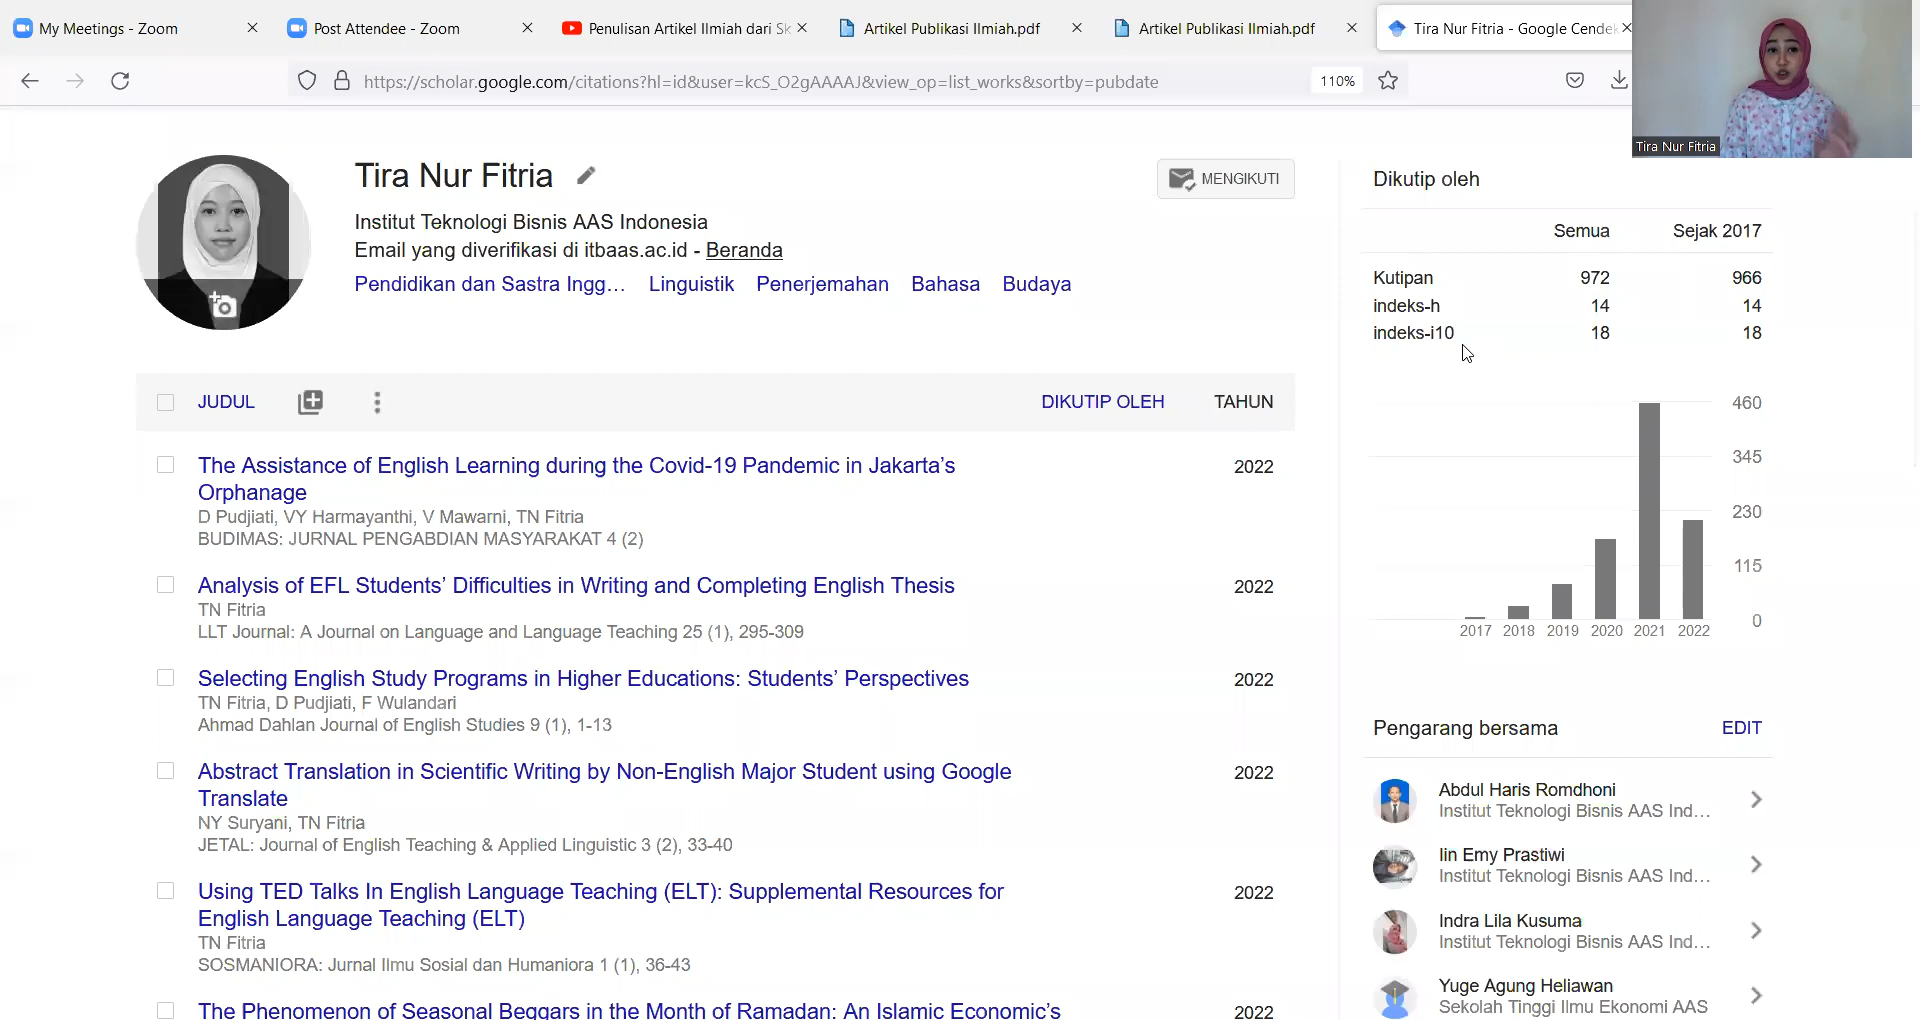 My Meetings - Zoom
Post Attendee - Zoom
Penulisan Artikel Ilmiah dari Sk
Artikel Publikasi Ilmiah.pdf
Artikel Publikasi Ilmiah.pdf
Tira Nur Fitria - Google Cendek
https://scholar.google.com/citations?hl=id&user=kcS_O2gAAAAJ&view_op=list_works&sortby=pubdate
110%
Tira Nur Fitria
Tira Nur Fitria
MENGIKUTI
Institut Teknologi Bisnis AAS Indonesia
Email yang diverifikasi di itbaas.ac.id - Beranda
Pendidikan dan Sastra Ingg… Linguistik Penerjemahan Bahasa Budaya
JUDUL DIKUTIP OLEH TAHUN
The Assistance of English Learning during the Covid-19 Pandemic in Jakarta’s 2022
Orphanage
D Pudjiati, VY Harmayanthi, V Mawarni, TN Fitria
BUDIMAS: JURNAL PENGABDIAN MASYARAKAT 4 (2)
Analysis of EFL Students’ Difficulties in Writing and Completing English Thesis 2022
TN Fitria
LLT Journal: A Journal on Language and Language Teaching 25 (1), 295-309
Selecting English Study Programs in Higher Educations: Students’ Perspectives 2022
TN Fitria, D Pudjiati, F Wulandari
Ahmad Dahlan Journal of English Studies 9 (1), 1-13
Abstract Translation in Scientific Writing by Non-English Major Student using Google 2022
Translate
NY Suryani, TN Fitria
JETAL: Journal of English Teaching & Applied Linguistic 3 (2), 33-40
Using TED Talks In English Language Teaching (ELT): Supplemental Resources for 2022
English Language Teaching (ELT)
TN Fitria
SOSMANIORA: Jurnal Ilmu Sosial dan Humaniora 1 (1), 36-43
The Phenomenon of Seasonal Beggars in the Month of Ramadan: An Islamic Economic’s 2022
Dikutip oleh
Semua Sejak 2017
Kutipan 972 966
indeks-h 14 14
indeks-i10 18 18
460
345
230
115
0
2017 2018 2019 2020 2021 2022
Pengarang bersama EDIT
Abdul Haris Romdhoni
Institut Teknologi Bisnis AAS Ind…
Iin Emy Prastiwi
Institut Teknologi Bisnis AAS Ind…
Indra Lila Kusuma
Institut Teknologi Bisnis AAS Ind…
Yuge Agung Heliawan
Sekolah Tinggi Ilmu Ekonomi AAS